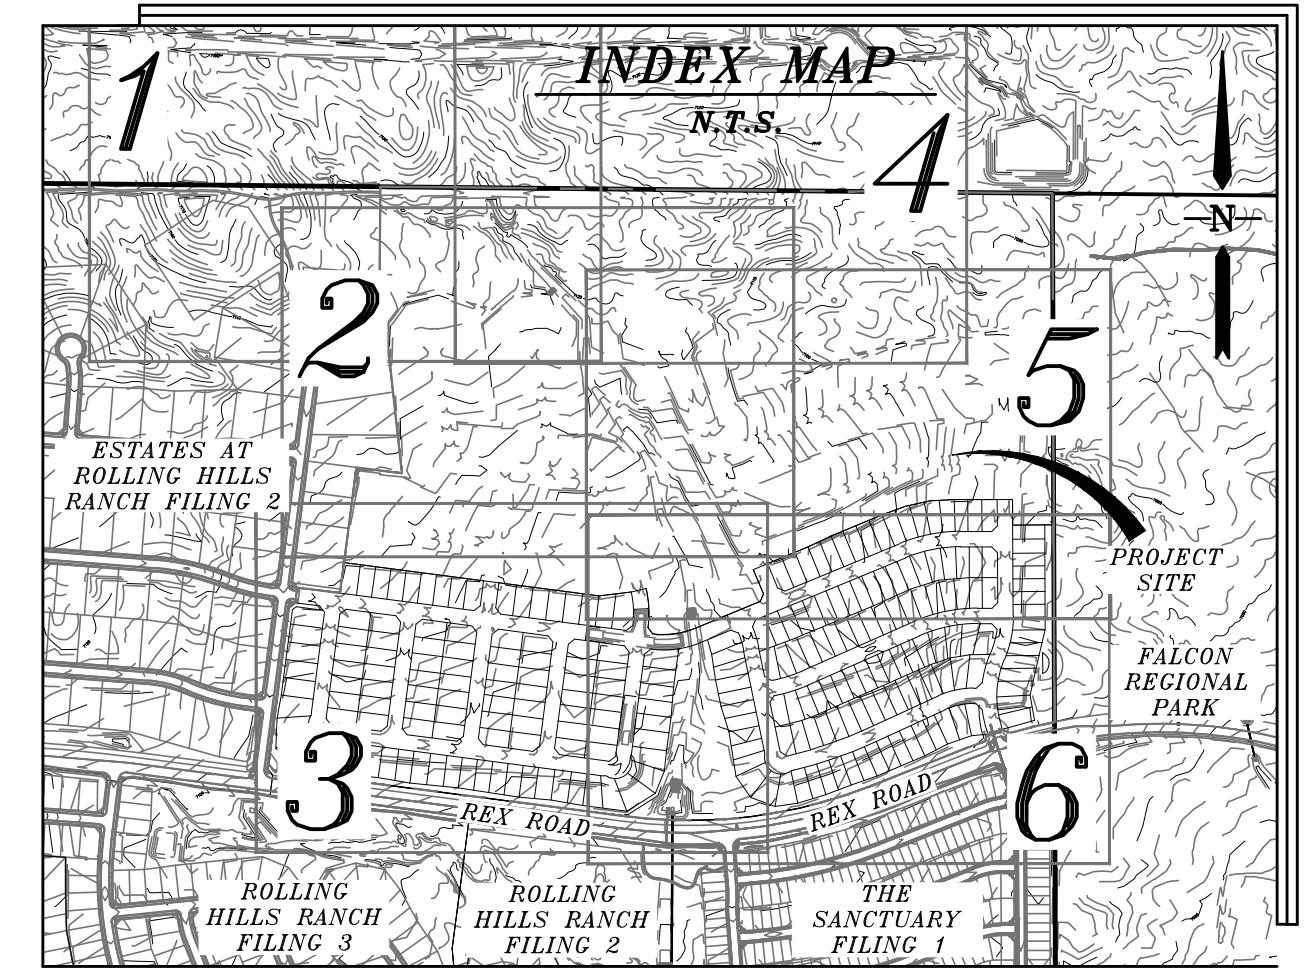 1
INDEX MAP
N.T.S.
4
N
2
5
ESTATES AT
ROLLING HILLS
RANCH FILING 2
PROJECT
SITE
FALCON
REGIONAL
PARK
3
6
REX ROAD
REX ROAD
ROLLING
HILLS RANCH
FILING 3
ROLLING
HILLS RANCH
FILING 2
THE
SANCTUARY
FILING 1